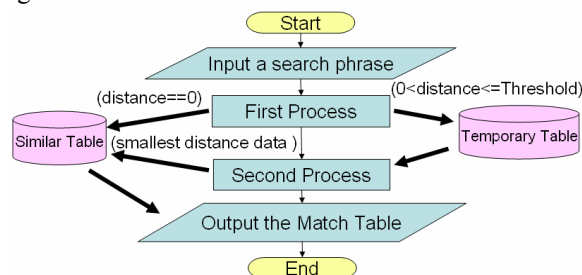 Start
Input a search phrase
(distance==0)
(0<distance<=Threshold)
First Process
Similar Table
(smallest distance data )
Temporary Table
Second Process
Output the Match Table
End